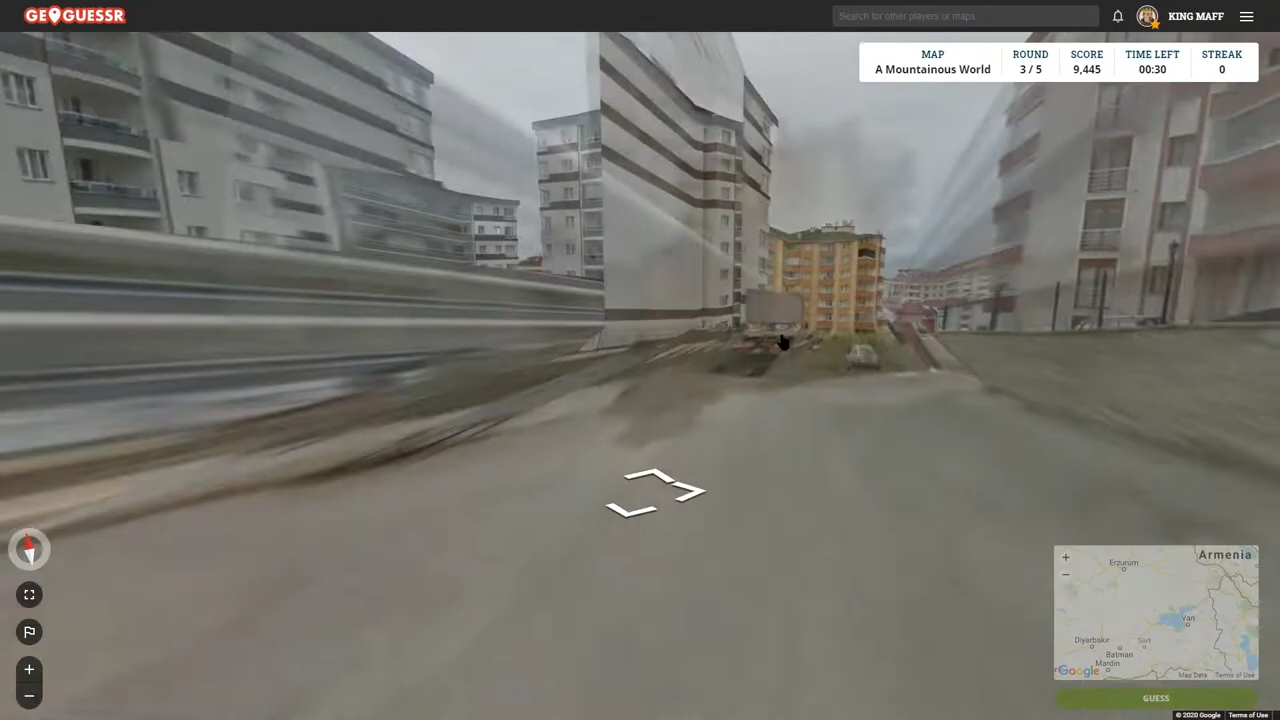 GEOGUESSR
Search for other players or maps
KING MAFF
MAP
A Mountainous World
ROUND
3 / 5
SCORE
9,445
TIME LEFT
00:30
STREAK
0
Armenia
Erzurum
Van
Diyarbakır
Siirt
Batman
Mardin
Google
Map Data
Terms of Use
GUESS
© 2020 Google
Terms of Use